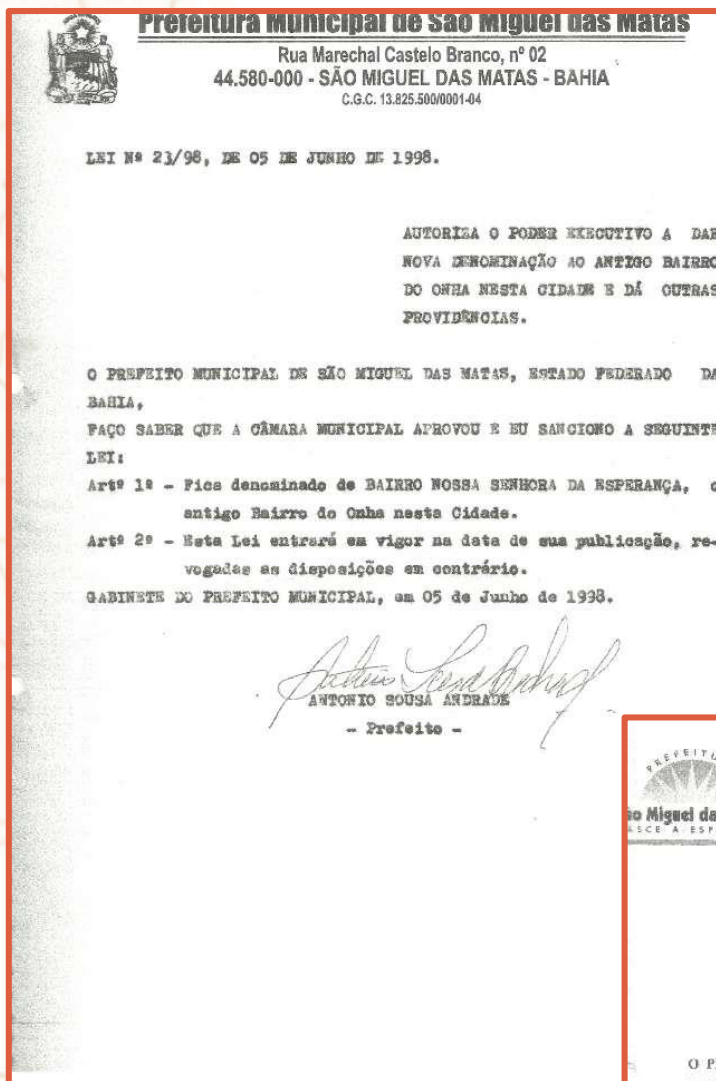 Prefeitura Municipal de São Miguel das Matas
Rua Marechal Castelo Branco, nº 02
44.580-000 - SÃO MIGUEL DAS MATAS - BAHIA
C.G.C. 13.825.500/0001-04
LEI Nº 23/98, DE 05 DE JUNHO DE 1998.
AUTORIZA O PODER EXECUTIVO A DAR
NOVA DENOMINAÇÃO AO ANTIGO BAIRRO
DO ONHA NESTA CIDADE E DÁ OUTRAS
PROVIDÊNCIAS.
O PREFEITO MUNICIPAL DE SÃO MIGUEL DAS MATAS, ESTADO FEDERADO DA
BAHIA,
FAÇO SABER QUE A CÂMARA MUNICIPAL APROVOU E EU SANCIONO A SEGUINTE
LEI:
Artº 1º - Fica denominado de BAIRRO NOSSA SENHORA DA ESPERANÇA, o
antigo Bairro do Onha nesta Cidade.
Artº 2º - Esta Lei entrará em vigor na data de sua publicação, re-
vogadas as disposições em contrário.
GABINETE DO PREFEITO MUNICIPAL, em 05 de Junho de 1998.
ANTONIO SOUSA ANDRADE
- Prefeito -
PREFEITU
o Miguel da
SCE A ESP
O P